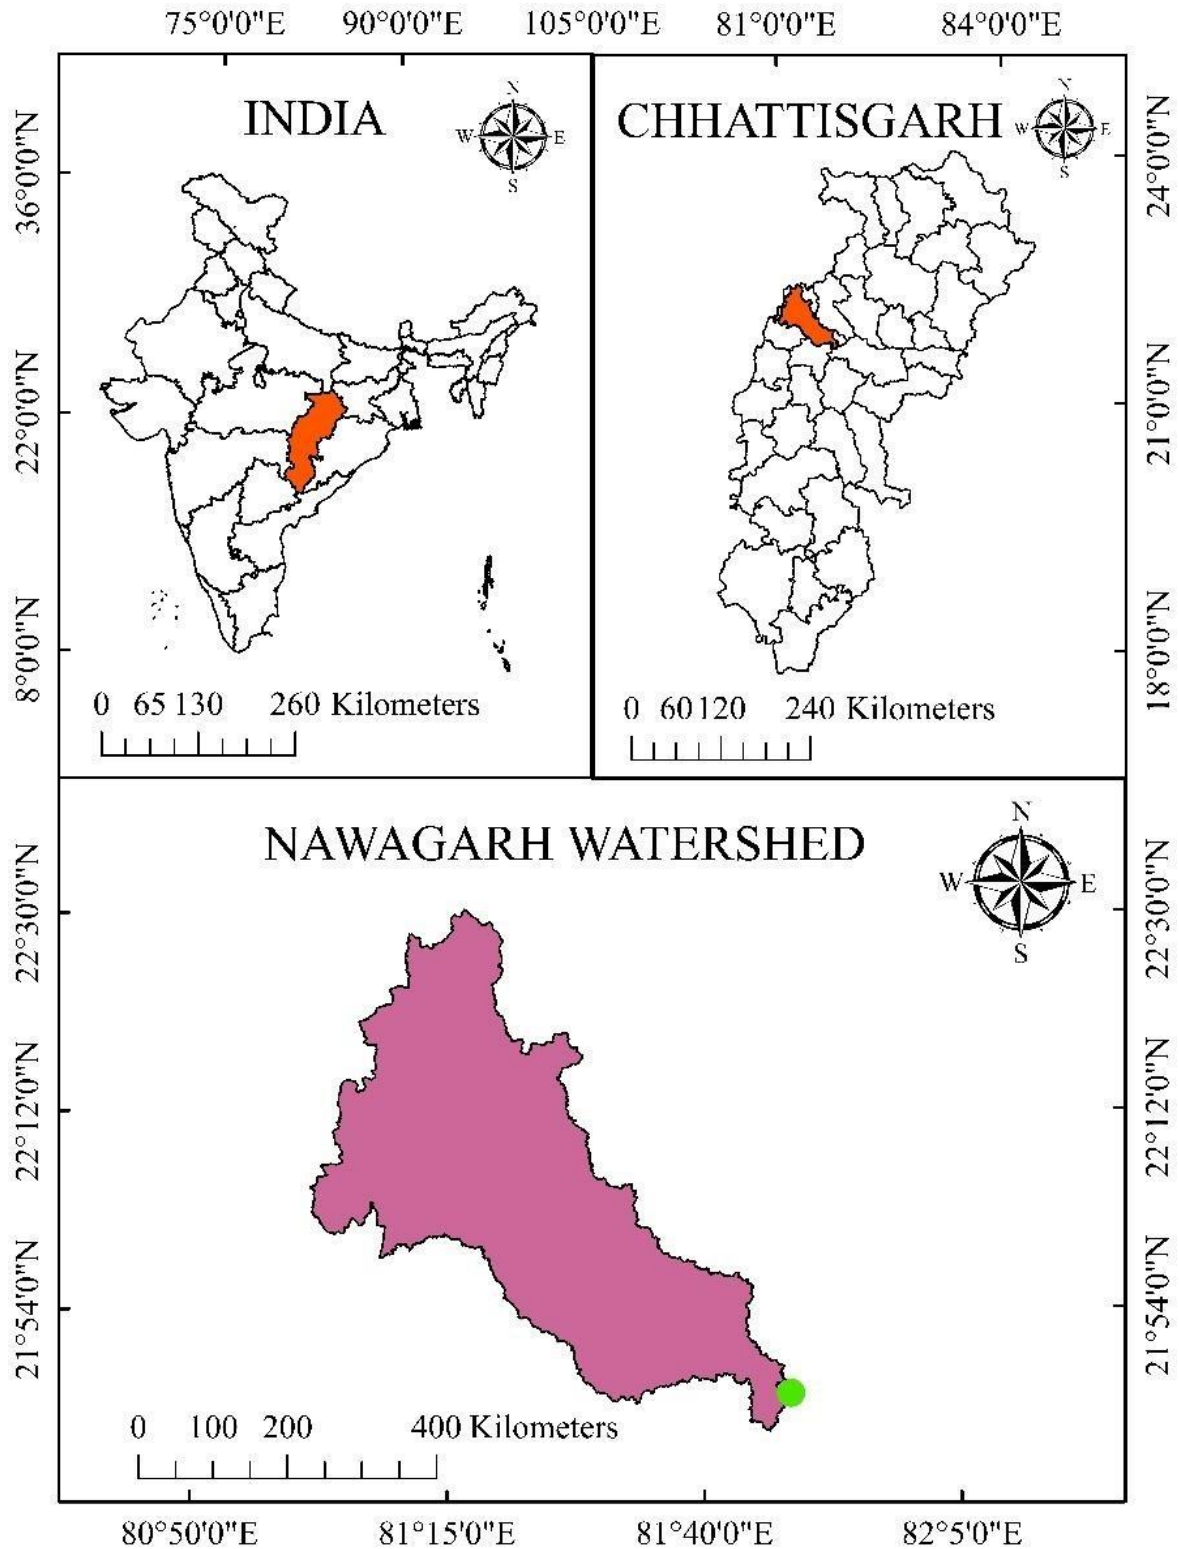 75°0'0"E 90°0'0"E 105°0'0"E 81°0'0"E 84°0'0"E
INDIA
N
W E
S
CHHATTISGARH
N
W E
S
36°0'0"N
22°0'0"N
8°0'0"N
24°0'0"N
21°0'0"N
18°0'0"N
0 65 130 260 Kilometers
0 60 120 240 Kilometers
NAWAGARH WATERSHED
N
W E
S
22°30'0"N
22°12'0"N
21°54'0"N
22°30'0"N
22°12'0"N
21°54'0"N
0 100 200 400 Kilometers
80°50'0"E 81°15'0"E 81°40'0"E 82°5'0"E